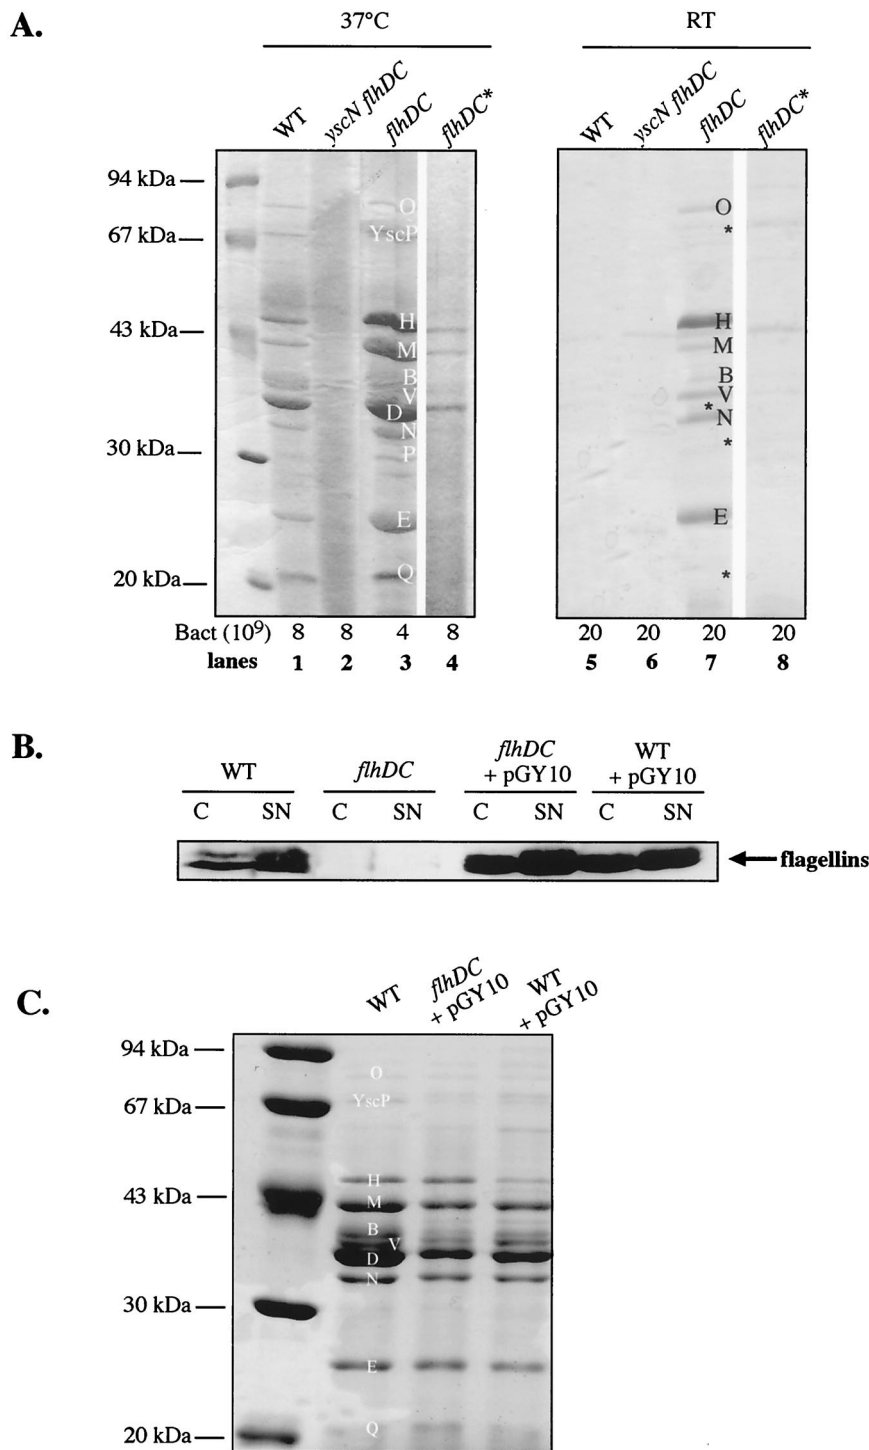 A.
37°C RT
WT yscN flhDC flhDC flhDC* WT yscN flhDC flhDC flhDC*
94 kDa
O O
67 kDa
YscP *
H H
43 kDa
M M
B B
V V
D * N
N *
30 kDa
P
E E
Q *
20 kDa
Bact (10⁹) 8 8 4 8 20 20 20 20
lanes 1 2 3 4 5 6 7 8
B.
WT flhDC flhDC + pGY10 WT + pGY10
C SN C SN C SN C SN
flagellins
C.
WT flhDC + pGY10 WT + pGY10
94 kDa
O
67 kDa
YscP
H
43 kDa
M
B
V
D
N
30 kDa
E
Q
20 kDa